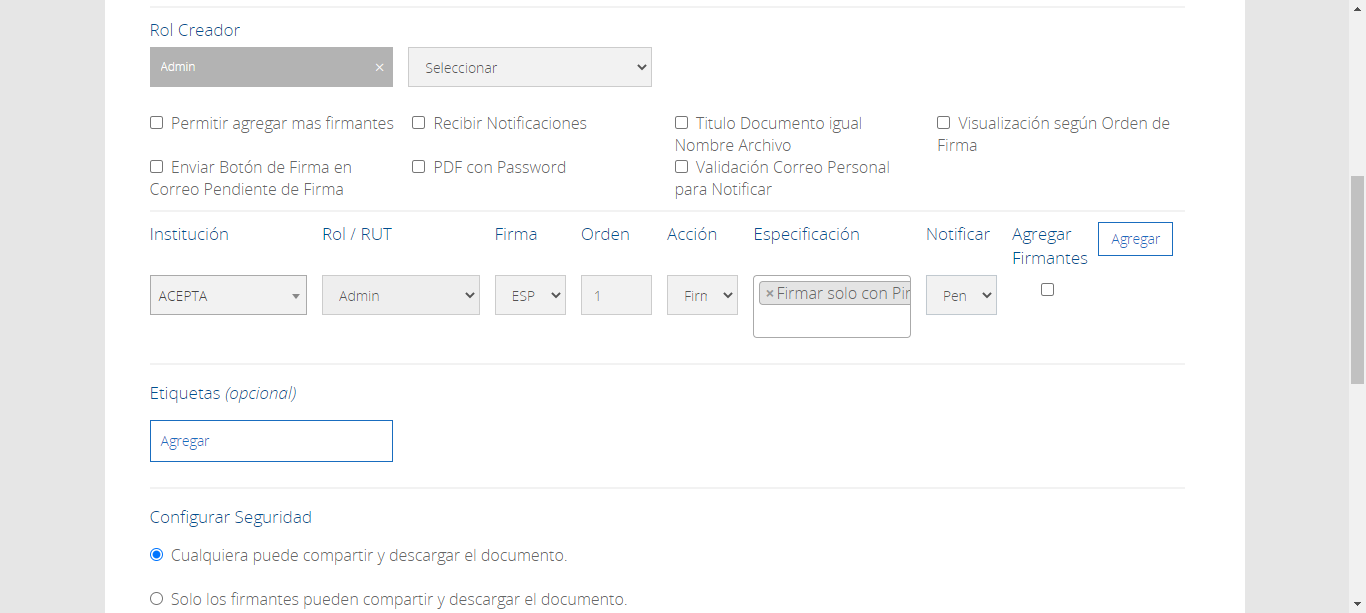 Rol Creador
Admin ×
Seleccionar
Permitir agregar mas firmantes
Recibir Notificaciones
Titulo Documento igual
Nombre Archivo
Visualización según Orden de
Firma
Enviar Botón de Firma en
Correo Pendiente de Firma
PDF con Password
Validación Correo Personal
para Notificar
Institución Rol / RUT Firma Orden Acción Especificación Notificar Agregar
Firmantes
Agregar
ACEPTA Admin ESP 1 Firn ×Firmar solo con Pir Pen
Etiquetas (opcional)
Agregar
Configurar Seguridad
Cualquiera puede compartir y descargar el documento.
Solo los firmantes pueden compartir y descargar el documento.